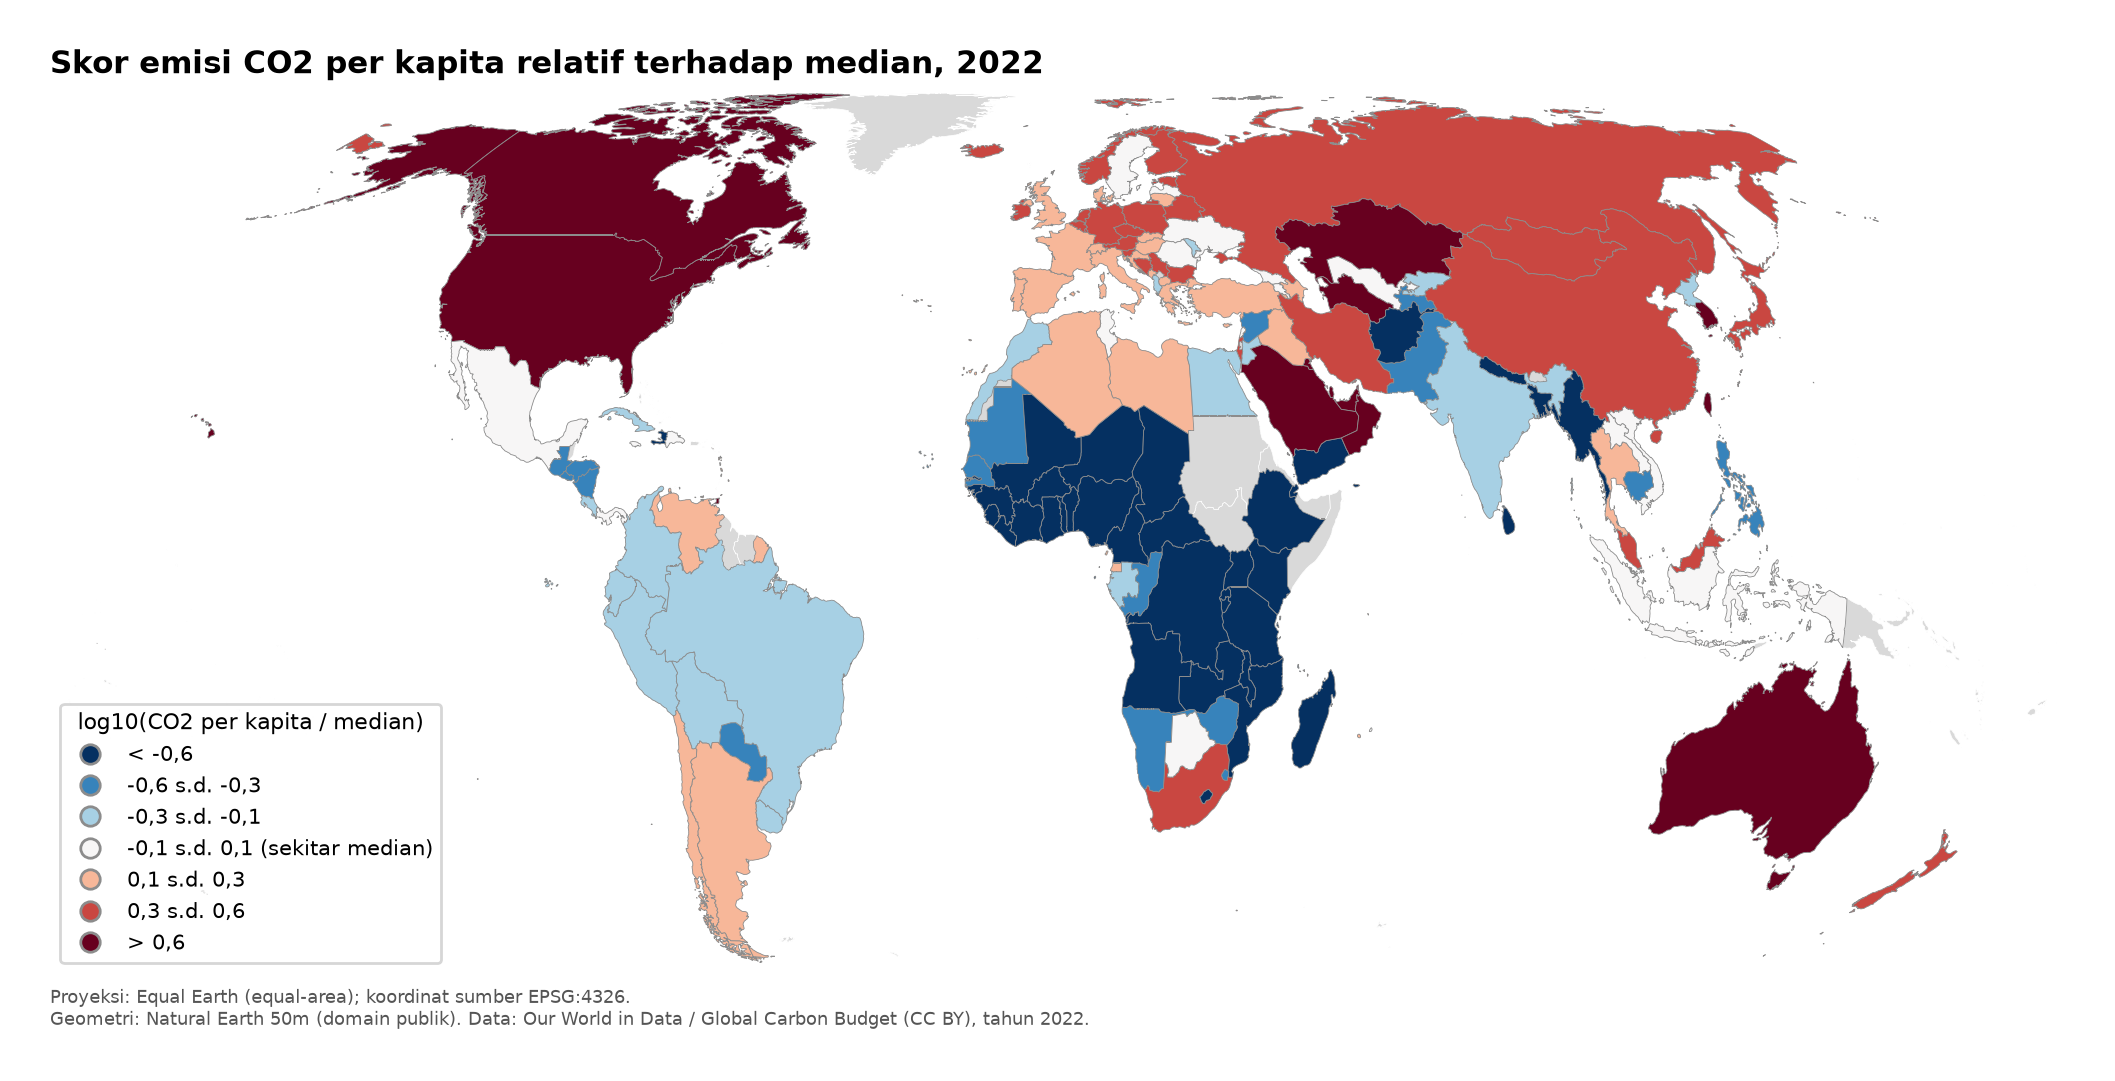 Skor emisi CO2 per kapita relatif terhadap median, 2022
log10(CO2 per kapita / median)
< -0,6
-0,6 s.d. -0,3
-0,3 s.d. -0,1
-0,1 s.d. 0,1 (sekitar median)
0,1 s.d. 0,3
0,3 s.d. 0,6
> 0,6
Proyeksi: Equal Earth (equal-area); koordinat sumber EPSG:4326.
Geometri: Natural Earth 50m (domain publik). Data: Our World in Data / Global Carbon Budget (CC BY), tahun 2022.